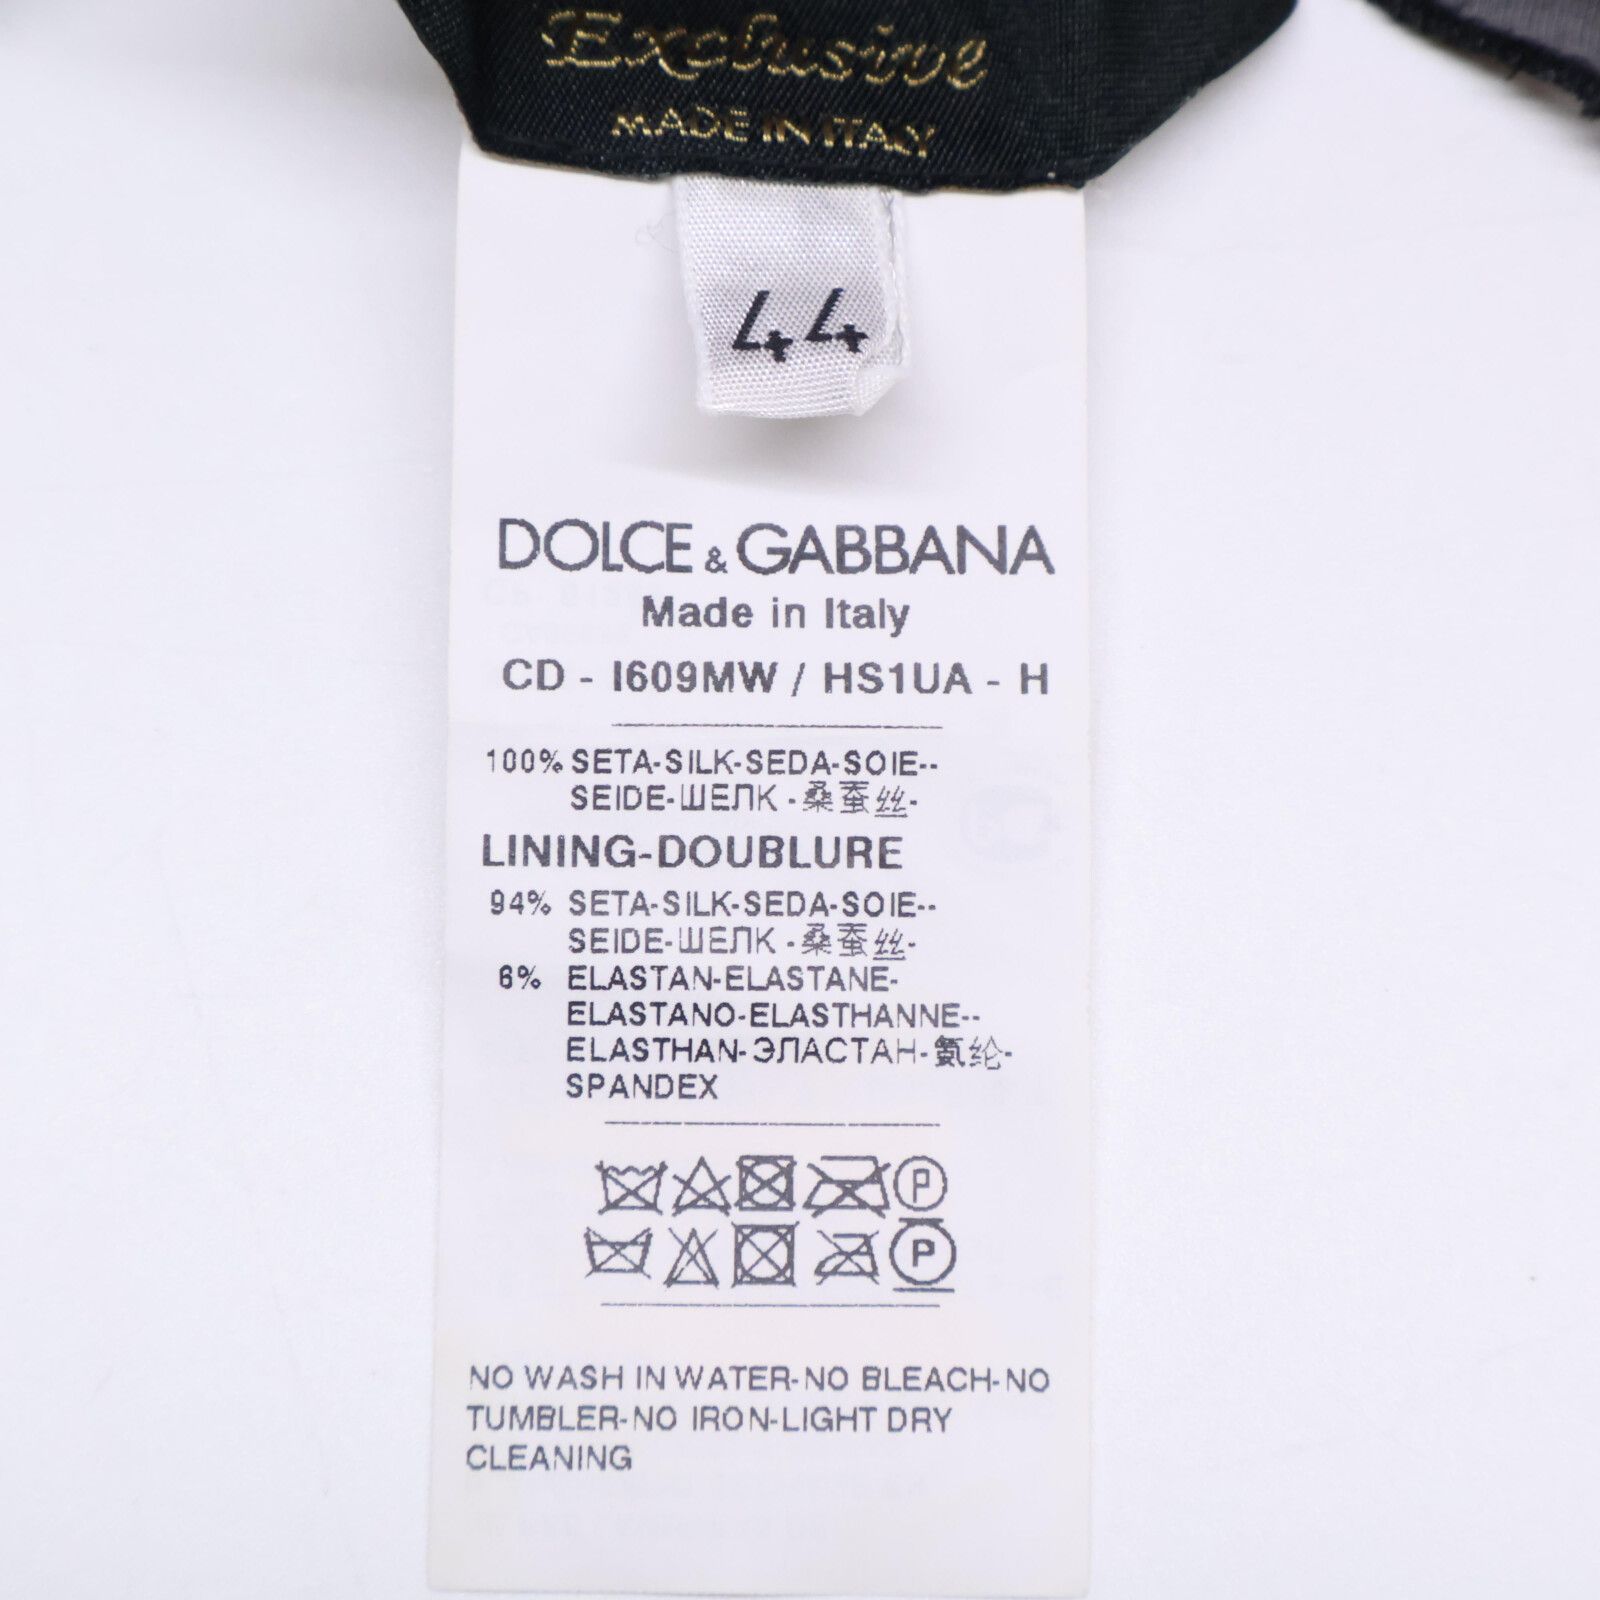 Exclusive
MADE IN ITALY
44
DOLCE & GABBANA
Made in Italy
CD - I609MW / HS1UA - H
100% SETA-SILK-SEDA-SOIE--
SEIDE-ШЕЛК-桑蚕丝-
LINING-DOUBLURE
94% SETA-SILK-SEDA-SOIE--
SEIDE-ШЕЛК-桑蚕丝-
6% ELASTAN-ELASTANE-
ELASTANO-ELASTHANNE--
ELASTHAN-ЭЛАСТАН-氨纶-
SPANDEX
P
P
NO WASH IN WATER-NO BLEACH-NO
TUMBLER-NO IRON-LIGHT DRY
CLEANING